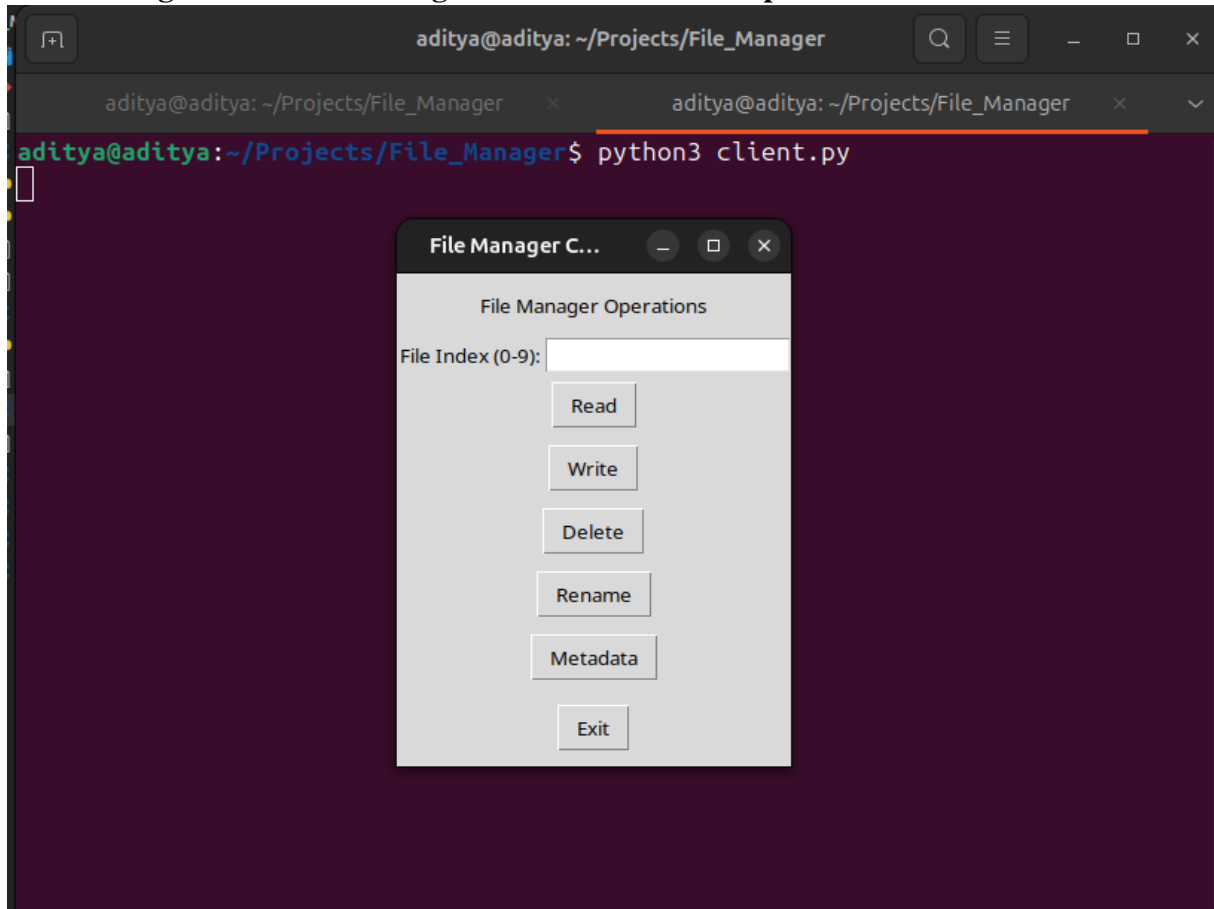 aditya@aditya: ~/Projects/File_Manager
aditya@aditya: ~/Projects/File_Manager × aditya@aditya: ~/Projects/File_Manager ×
aditya@aditya:~/Projects/File_Manager$ python3 client.py
File Manager C...
File Manager Operations
File Index (0-9):
Read
Write
Delete
Rename
Metadata
Exit